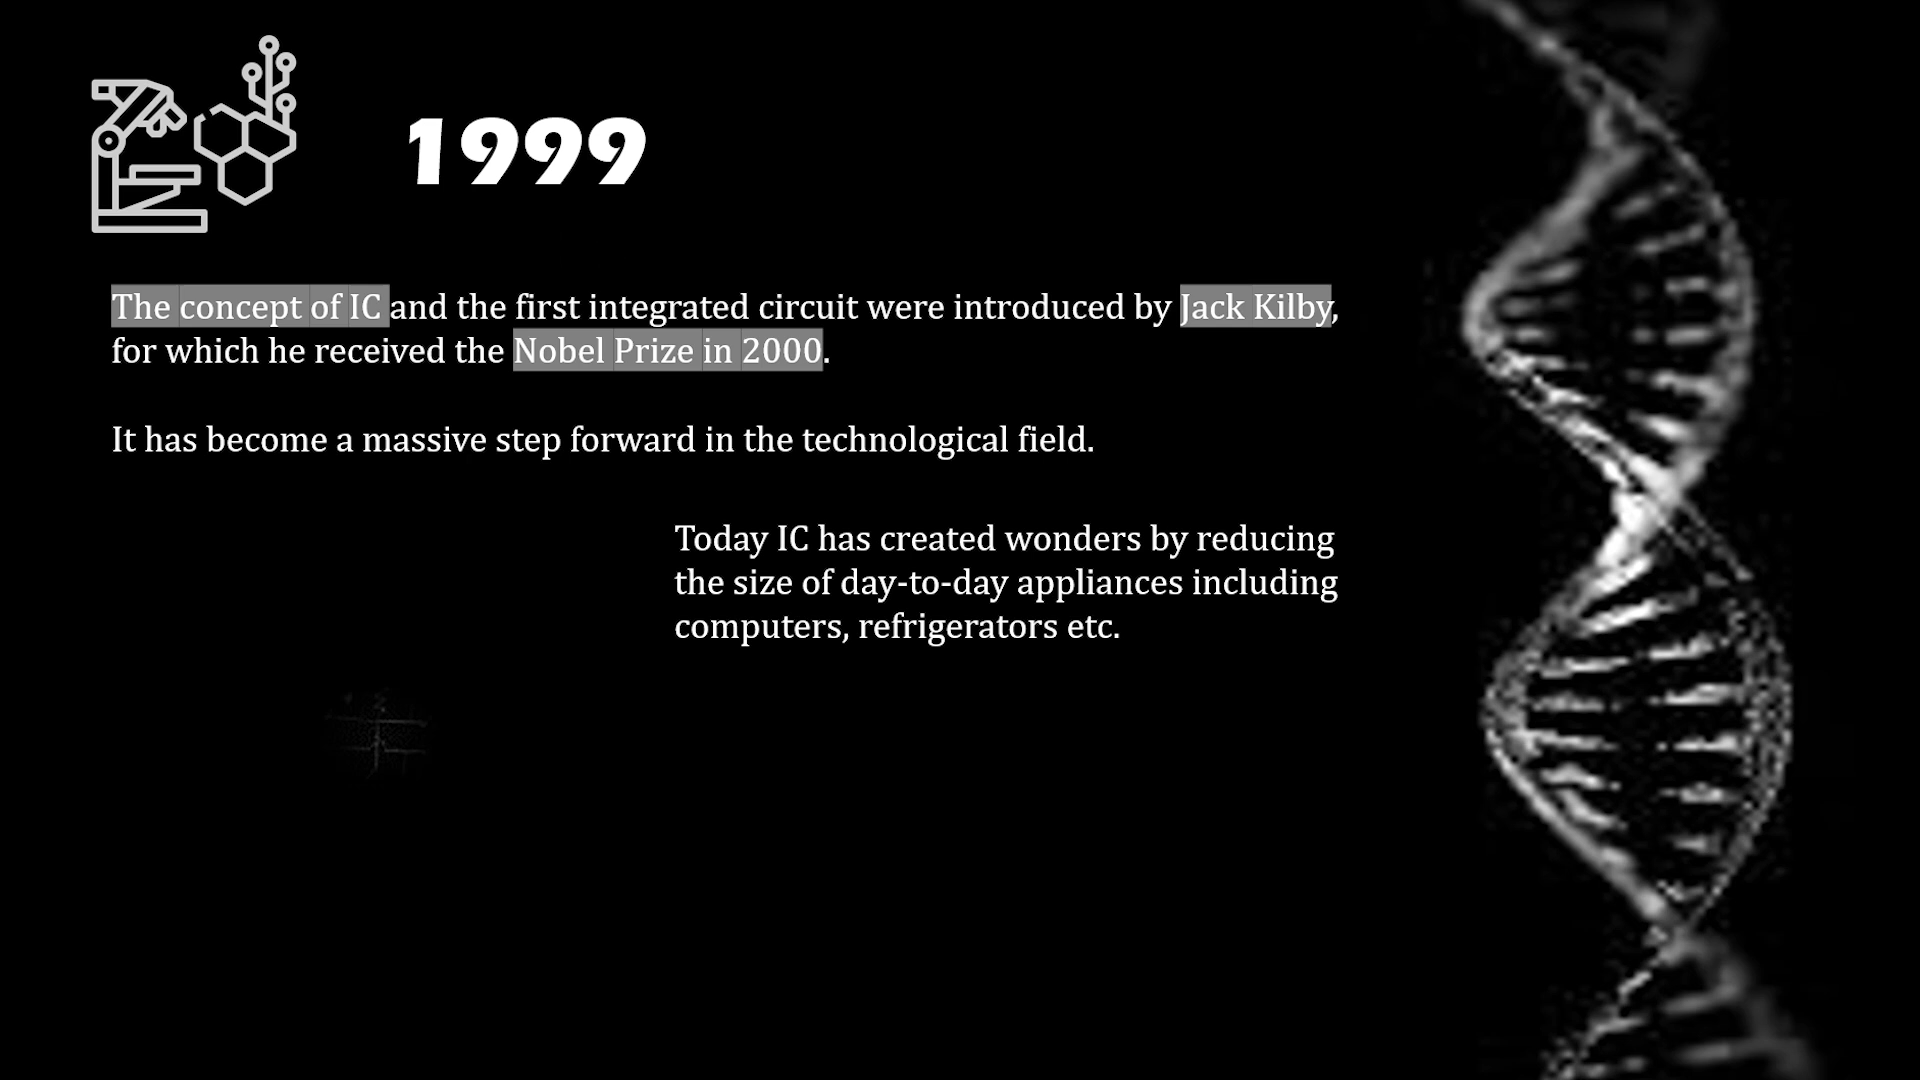 1999
The concept of IC and the first integrated circuit were introduced by Jack Kilby,
for which he received the Nobel Prize in 2000.
It has become a massive step forward in the technological field.
Today IC has created wonders by reducing
the size of day-to-day appliances including
computers, refrigerators etc.